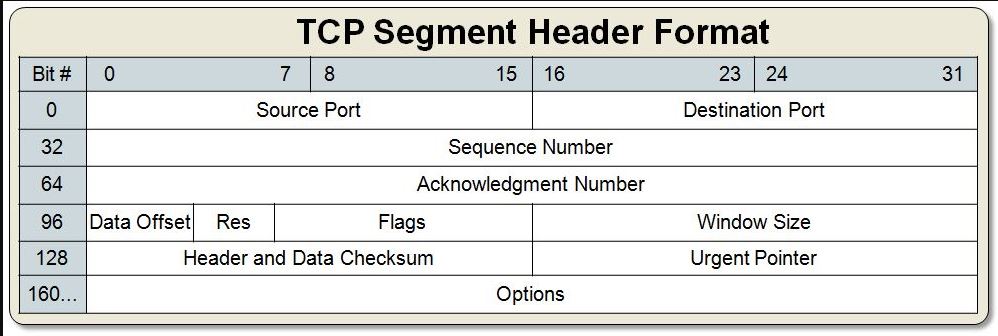 TCP Segment Header Format
Bit # 0 7 8 15 16 23 24 31
0 Source Port Destination Port
32 Sequence Number
64 Acknowledgment Number
96 Data Offset Res Flags Window Size
128 Header and Data Checksum Urgent Pointer
160... Options